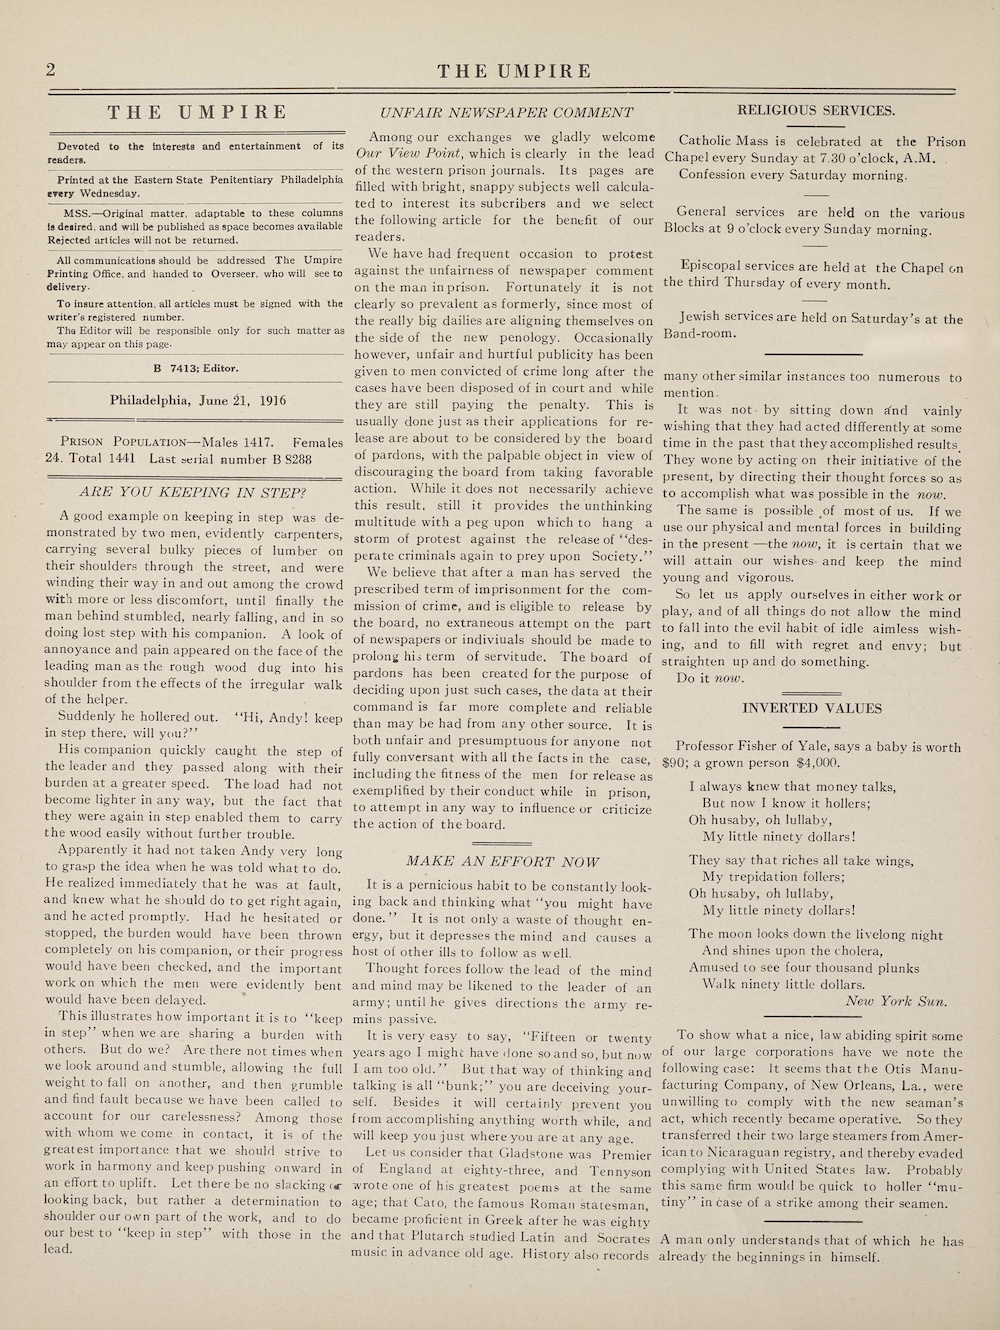 2
THE UMPIRE
THE UMPIRE
Devoted to the interests and entertainment of its
readers.
Printed at the Eastern State Penitentiary Philadelphia
every Wednesday.
MSS.—Original matter, adaptable to these columns
is desired, and will be published as space becomes available
Rejected articles will not be returned.
All communications should be addressed The Umpire
Printing Office, and handed to Overseer, who will see to
delivery.
To insure attention, all articles must be signed with the
writer's registered number.
The Editor will be responsible only for such matter as
may appear on this page.
B 7413; Editor.
Philadelphia, June 21, 1916
PRISON POPULATION—Males 1417. Females
24. Total 1441 Last serial number B 8288
ARE YOU KEEPING IN STEP?
A good example on keeping in step was de-
monstrated by two men, evidently carpenters,
carrying several bulky pieces of lumber on
their shoulders through the street, and were
winding their way in and out among the crowd
with more or less discomfort, until finally the
man behind stumbled, nearly falling, and in so
doing lost step with his companion. A look of
annoyance and pain appeared on the face of the
leading man as the rough wood dug into his
shoulder from the effects of the irregular walk
of the helper.
Suddenly he hollered out. "Hi, Andy! keep
in step there, will you?"
His companion quickly caught the step of
the leader and they passed along with their
burden at a greater speed. The load had not
become lighter in any way, but the fact that
they were again in step enabled them to carry
the wood easily without further trouble.
Apparently it had not taken Andy very long
to grasp the idea when he was told what to do.
He realized immediately that he was at fault,
and knew what he should do to get right again,
and he acted promptly. Had he hesitated or
stopped, the burden would have been thrown
completely on his companion, or their progress
would have been checked, and the important
work on which the men were evidently bent
would have been delayed.
This illustrates how important it is to "keep
in step" when we are sharing a burden with
others. But do we? Are there not times when
we look around and stumble, allowing the full
weight to fall on another, and then grumble
and find fault because we have been called to
account for our carelessness? Among those
with whom we come in contact, it is of the
greatest importance that we should strive to
work in harmony and keep pushing onward in
an effort to uplift. Let there be no slacking or
looking back, but rather a determination to
shoulder our own part of the work, and to do
our best to "keep in step" with those in the
lead.
UNFAIR NEWSPAPER COMMENT
Among our exchanges we gladly welcome
Our View Point, which is clearly in the lead
of the western prison journals. Its pages are
filled with bright, snappy subjects well calcula-
ted to interest its subcribers and we select
the following article for the benefit of our
readers.
We have had frequent occasion to protest
against the unfairness of newspaper comment
on the man in prison. Fortunately it is not
clearly so prevalent as formerly, since most of
the really big dailies are aligning themselves on
the side of the new penology. Occasionally
however, unfair and hurtful publicity has been
given to men convicted of crime long after the
cases have been disposed of in court and while
they are still paying the penalty. This is
usually done just as their applications for re-
lease are about to be considered by the board
of pardons, with the palpable object in view of
discouraging the board from taking favorable
action. While it does not necessarily achieve
this result, still it provides the unthinking
multitude with a peg upon which to hang a
storm of protest against the release of "des-
perate criminals again to prey upon Society."
We believe that after a man has served the
prescribed term of imprisonment for the com-
mission of crime, and is eligible to release by
the board, no extraneous attempt on the part
of newspapers or indiviuals should be made to
prolong his term of servitude. The board of
pardons has been created for the purpose of
deciding upon just such cases, the data at their
command is far more complete and reliable
than may be had from any other source. It is
both unfair and presumptuous for anyone not
fully conversant with all the facts in the case,
including the fitness of the men for release as
exemplified by their conduct while in prison,
to attempt in any way to influence or criticize
the action of the board.
MAKE AN EFFORT NOW
It is a pernicious habit to be constantly look-
ing back and thinking what "you might have
done." It is not only a waste of thought en-
ergy, but it depresses the mind and causes a
host of other ills to follow as well.
Thought forces follow the lead of the mind
and mind may be likened to the leader of an
army; until he gives directions the army re-
mins passive.
It is very easy to say, "Fifteen or twenty
years ago I might have done so and so, but now
I am too old." But that way of thinking and
talking is all "bunk;" you are deceiving your-
self. Besides it will certainly prevent you
from accomplishing anything worth while, and
will keep you just where you are at any age.
Let us consider that Gladstone was Premier
of England at eighty-three, and Tennyson
wrote one of his greatest poems at the same
age; that Cato, the famous Roman statesman,
became proficient in Greek after he was eighty
and that Plutarch studied Latin and Socrates
music in advance old age. History also records
RELIGIOUS SERVICES.
Catholic Mass is celebrated at the Prison
Chapel every Sunday at 7.30 o'clock, A.M.
Confession every Saturday morning.
General services are held on the various
Blocks at 9 o'clock every Sunday morning.
Episcopal services are held at the Chapel on
the third Thursday of every month.
Jewish services are held on Saturday's at the
Band-room.
many other similar instances too numerous to
mention.
It was not by sitting down and vainly
wishing that they had acted differently at some
time in the past that they accomplished results
They wone by acting on their initiative of the
present, by directing their thought forces so as
to accomplish what was possible in the now.
The same is possible of most of us. If we
use our physical and mental forces in building
in the present —the now, it is certain that we
will attain our wishes and keep the mind
young and vigorous.
So let us apply ourselves in either work or
play, and of all things do not allow the mind
to fall into the evil habit of idle aimless wish-
ing, and to fill with regret and envy; but
straighten up and do something.
Do it now.
INVERTED VALUES
Professor Fisher of Yale, says a baby is worth
$90; a grown person $4,000.
I always knew that money talks,
But now I know it hollers;
Oh husaby, oh lullaby,
My little ninety dollars!
They say that riches all take wings,
My trepidation follers;
Oh husaby, oh lullaby,
My little ninety dollars!
The moon looks down the livelong night
And shines upon the cholera,
Amused to see four thousand plunks
Walk ninety little dollars.
New York Sun.
To show what a nice, law abiding spirit some
of our large corporations have we note the
following case: It seems that the Otis Manu-
facturing Company, of New Orleans, La., were
unwilling to comply with the new seaman's
act, which recently became operative. So they
transferred their two large steamers from Amer-
ican to Nicaraguan registry, and thereby evaded
complying with United States law. Probably
this same firm would be quick to holler "mu-
tiny" in case of a strike among their seamen.
A man only understands that of which he has
already the beginnings in himself.